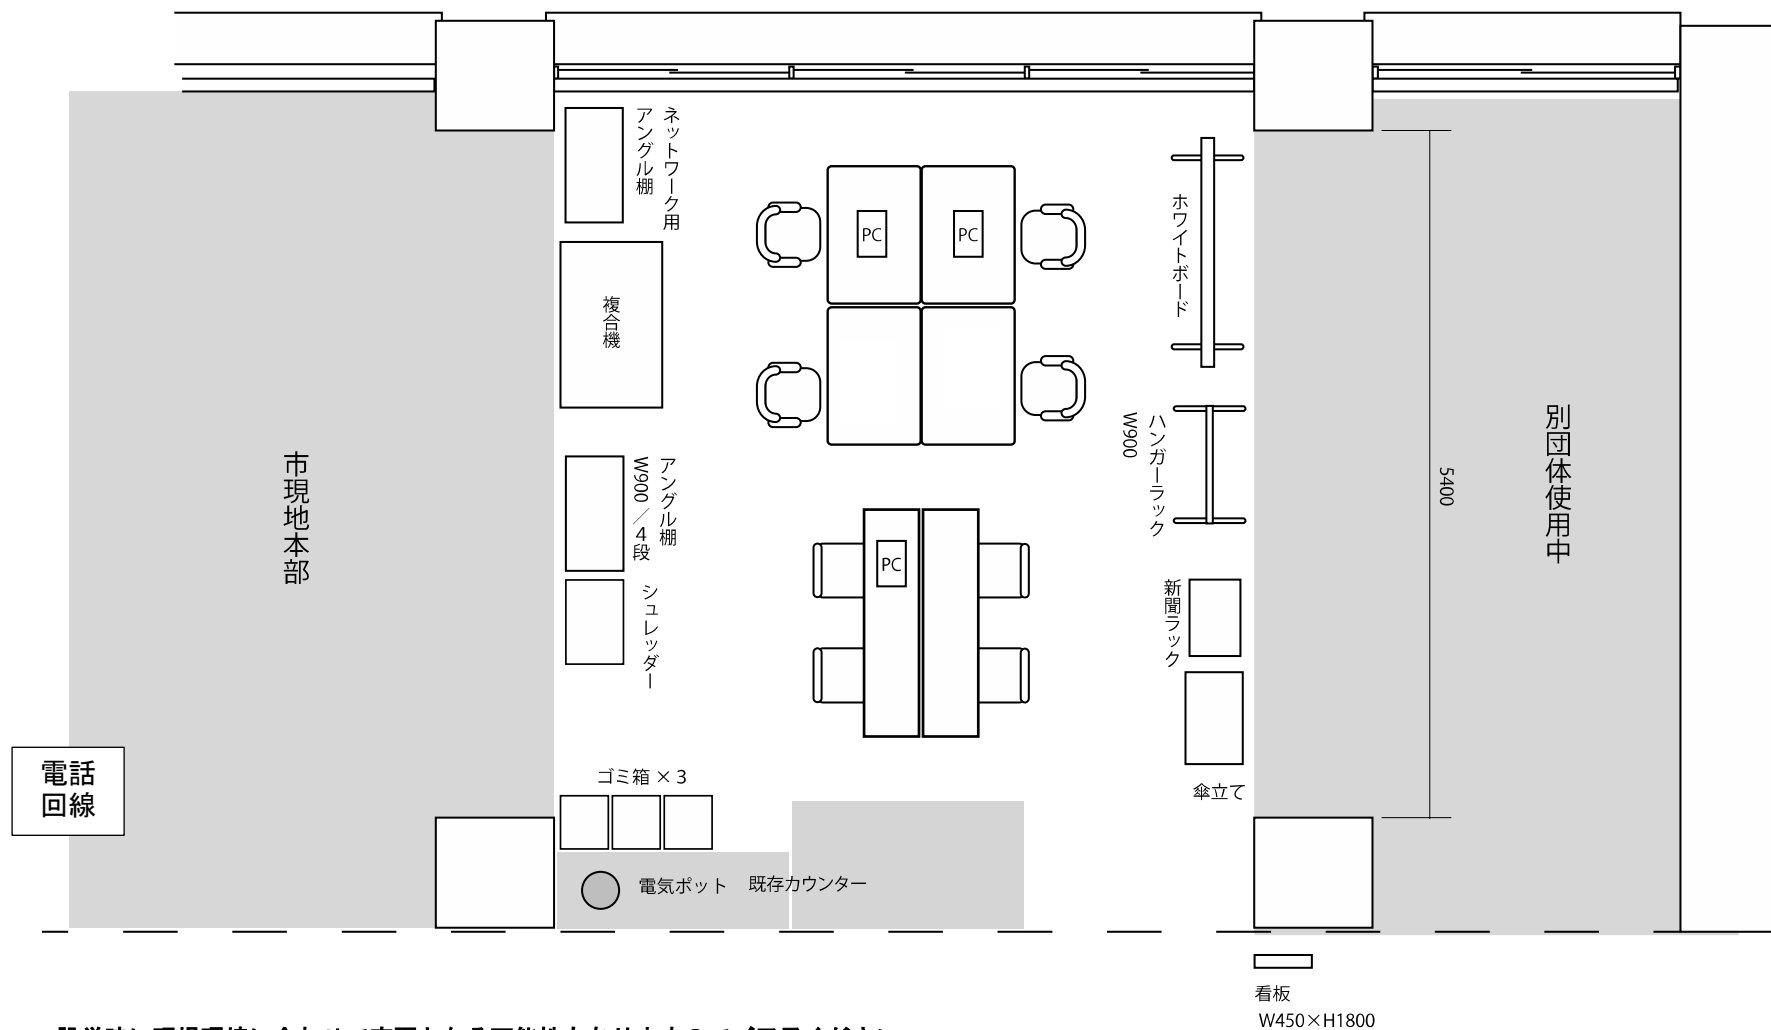 ネットワーク用
アングル棚
複合機
PC
PC
ホワイトボード
ハンガーラック
W900
アングル棚
W900／4段
シュレッダー
PC
新聞ラック
傘立て
5400
別団体使用中
市現地本部
電話
回線
ゴミ箱 × 3
電気ポット
既存カウンター
看板
W450×H1800